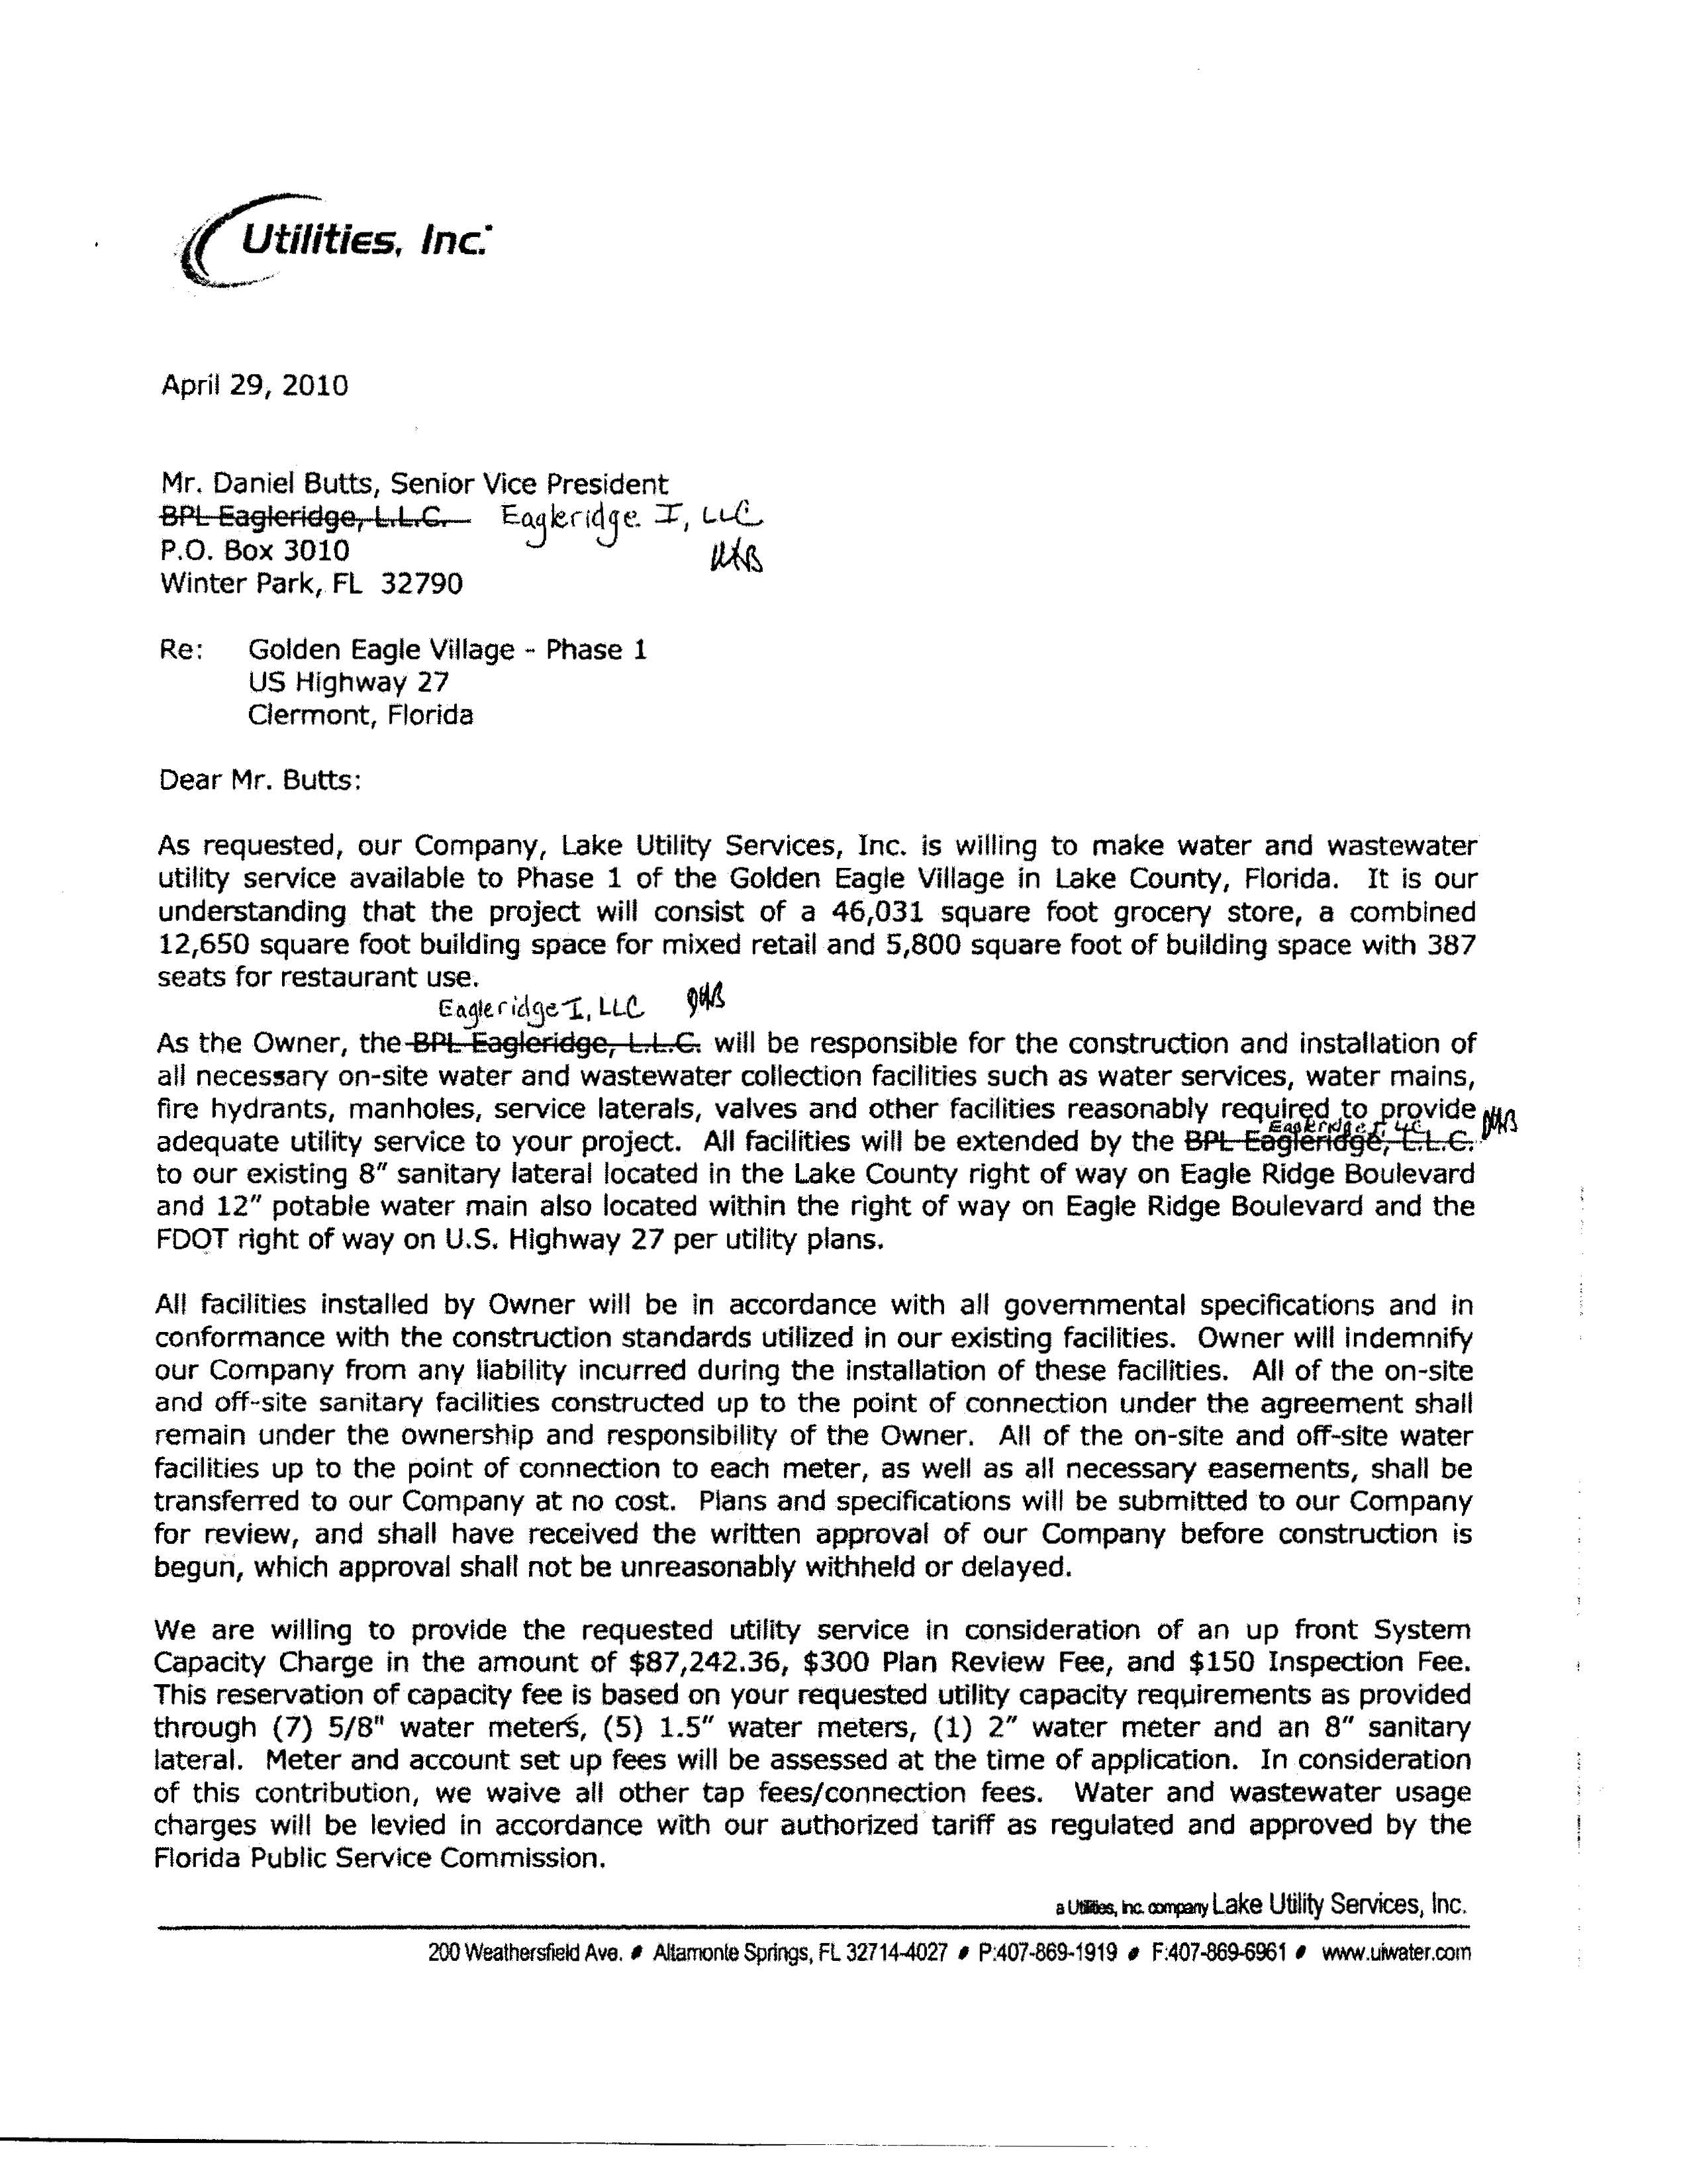 Utilities, Inc.
April 29, 2010
Mr. Daniel Butts, Senior Vice President
BPL Eagleridge, L.L.C. Eagleridge I, LLC
P.O. Box 3010
Winter Park, FL 32790
Re: Golden Eagle Village - Phase 1
US Highway 27
Clermont, Florida
Dear Mr. Butts:
As requested, our Company, Lake Utility Services, Inc. is willing to make water and wastewater
utility service available to Phase 1 of the Golden Eagle Village in Lake County, Florida. It is our
understanding that the project will consist of a 46,031 square foot grocery store, a combined
12,650 square foot building space for mixed retail and 5,800 square foot of building space with 387
seats for restaurant use.
Eagleridge I, LLC
As the Owner, the BPL Eagleridge, L.L.C. will be responsible for the construction and installation of
all necessary on-site water and wastewater collection facilities such as water services, water mains,
fire hydrants, manholes, service laterals, valves and other facilities reasonably required to provide
Eagleridge I, LLC
adequate utility service to your project. All facilities will be extended by the BPL Eagleridge, L.L.C.
to our existing 8" sanitary lateral located in the Lake County right of way on Eagle Ridge Boulevard
and 12" potable water main also located within the right of way on Eagle Ridge Boulevard and the
FDOT right of way on U.S. Highway 27 per utility plans.
All facilities installed by Owner will be in accordance with all governmental specifications and in
conformance with the construction standards utilized in our existing facilities. Owner will indemnify
our Company from any liability incurred during the installation of these facilities. All of the on-site
and off-site sanitary facilities constructed up to the point of connection under the agreement shall
remain under the ownership and responsibility of the Owner. All of the on-site and off-site water
facilities up to the point of connection to each meter, as well as all necessary easements, shall be
transferred to our Company at no cost. Plans and specifications will be submitted to our Company
for review, and shall have received the written approval of our Company before construction is
begun, which approval shall not be unreasonably withheld or delayed.
We are willing to provide the requested utility service in consideration of an up front System
Capacity Charge in the amount of $87,242.36, $300 Plan Review Fee, and $150 Inspection Fee.
This reservation of capacity fee is based on your requested utility capacity requirements as provided
through (7) 5/8" water meters, (5) 1.5" water meters, (1) 2" water meter and an 8" sanitary
lateral. Meter and account set up fees will be assessed at the time of application. In consideration
of this contribution, we waive all other tap fees/connection fees. Water and wastewater usage
charges will be levied in accordance with our authorized tariff as regulated and approved by the
Florida Public Service Commission.
a Utilities, Inc. company Lake Utility Services, Inc.
200 Weathersfield Ave. Altamonte Springs, FL 32714-4027 P:407-869-1919 F:407-869-6961 www.uiwater.com